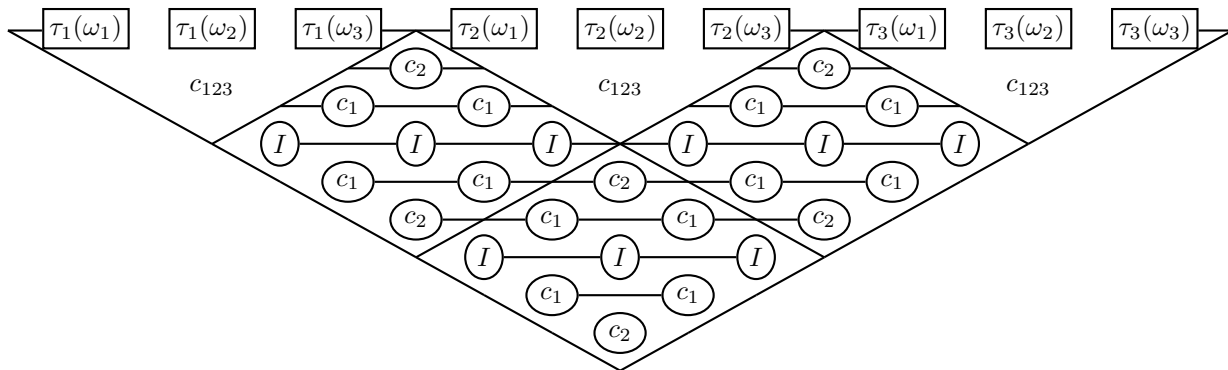 τ₁(ω₁) τ₁(ω₂) τ₁(ω₃) τ₂(ω₁) τ₂(ω₂) τ₂(ω₃) τ₃(ω₁) τ₃(ω₂) τ₃(ω₃)
c₂ c₂
c₁₂₃ c₁₂₃ c₁₂₃
c₁ c₁ c₁ c₁
I I I I I I
c₁ c₁ c₂ c₁ c₁
c₂ c₁ c₁ c₂
I I I
c₁ c₁
c₂